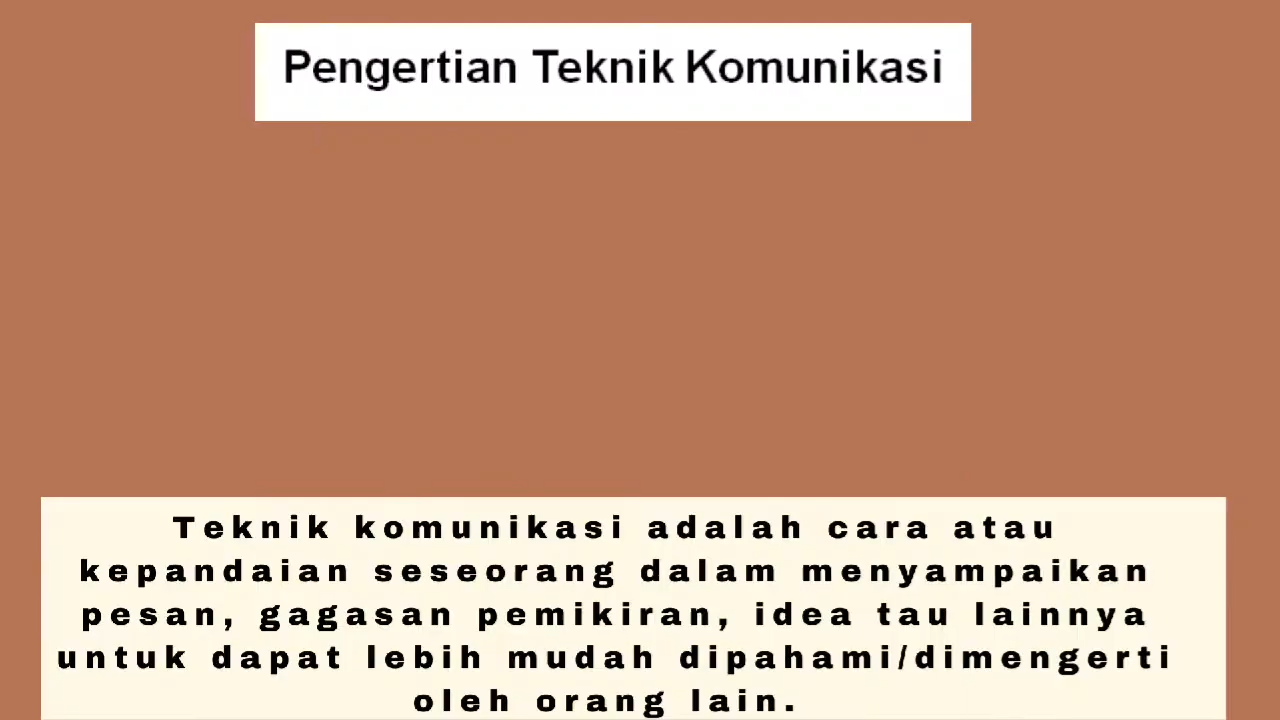 Pengertian Teknik Komunikasi
Teknik komunikasi adalah cara atau
kepandaian seseorang dalam menyampaikan
pesan, gagasan pemikiran, idea tau lainnya
untuk dapat lebih mudah dipahami/dimengerti
oleh orang lain.